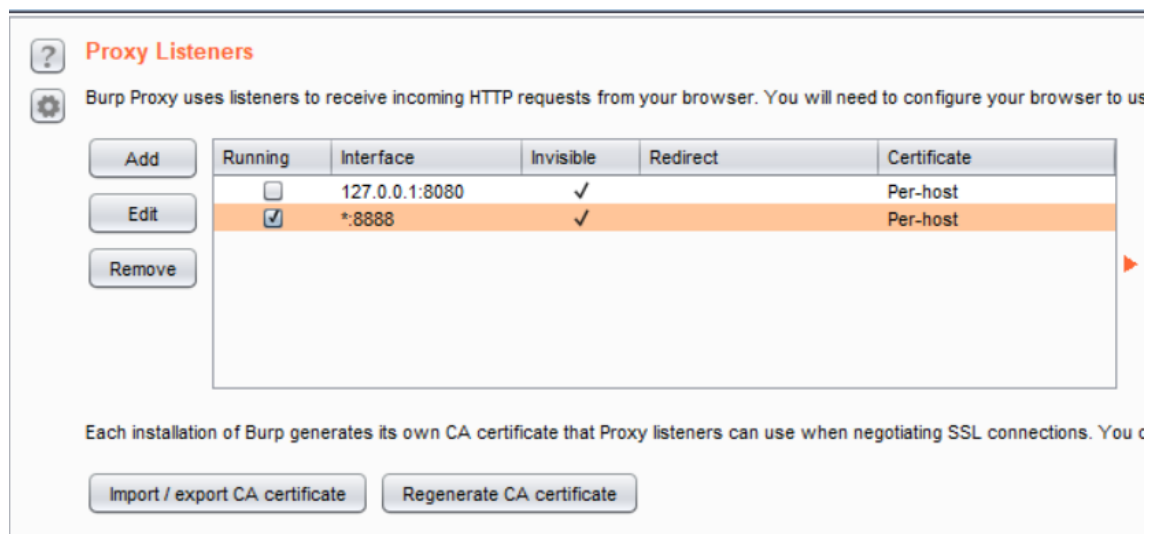 ?
Proxy Listeners
Burp Proxy uses listeners to receive incoming HTTP requests from your browser. You will need to configure your browser to us
Add
Edit
Remove
Running Interface Invisible Redirect Certificate
127.0.0.1:8080 ✓ Per-host
*:8888 ✓ Per-host
Each installation of Burp generates its own CA certificate that Proxy listeners can use when negotiating SSL connections. You c
Import / export CA certificate Regenerate CA certificate